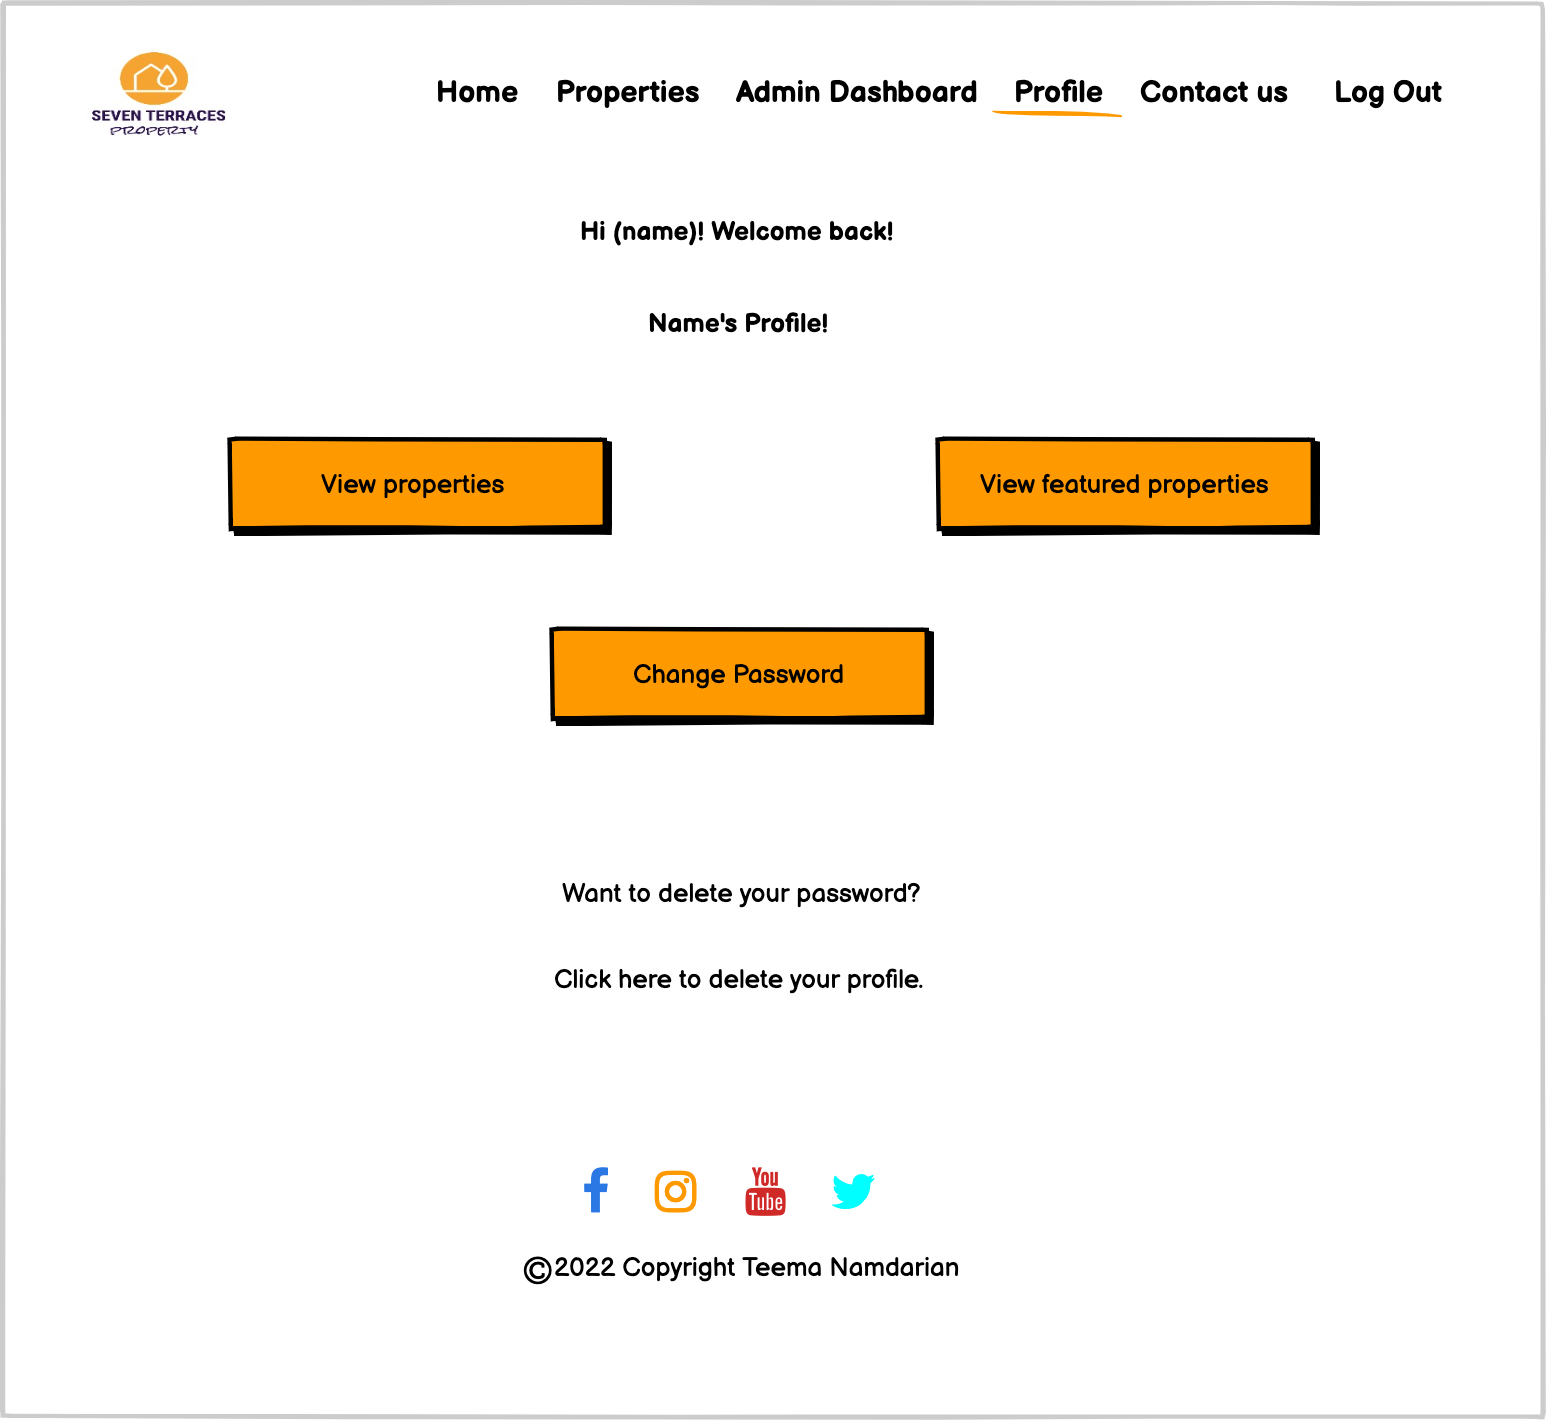 SEVEN TERRACES
PROPERTY
Home Properties Admin Dashboard Profile Contact us Log Out
Hi (name)! Welcome back!
Name's Profile!
View properties
View featured properties
Change Password
Want to delete your password?
Click here to delete your profile.
You
Tube
©2022 Copyright Teema Namdarian